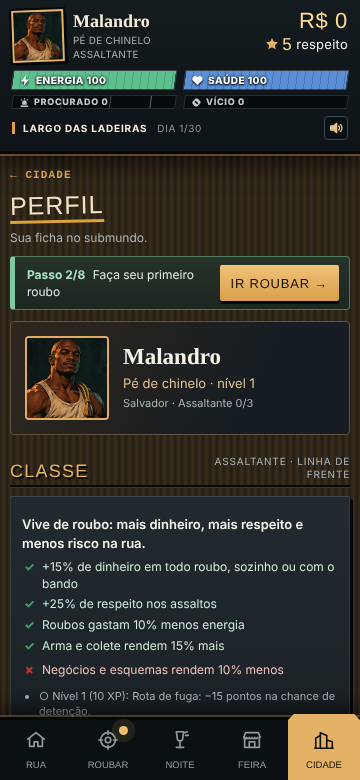 Malandro
R$ 0
PÉ DE CHINELO
ASSALTANTE
5 respeito
ENERGIA 100
SAÚDE 100
PROCURADO 0
VÍCIO 0
LARGO DAS LADEIRAS DIA 1/30
← CIDADE
PERFIL
Sua ficha no submundo.
Passo 2/8 Faça seu primeiro
roubo
IR ROUBAR →
Malandro
Pé de chinelo · nível 1
Salvador · Assaltante 0/3
CLASSE
ASSALTANTE · LINHA DE
FRENTE
Vive de roubo: mais dinheiro, mais respeito e
menos risco na rua.
✓ +15% de dinheiro em todo roubo, sozinho ou com o
bando
✓ +25% de respeito nos assaltos
✓ Roubos gastam 10% menos energia
✓ Arma e colete rendem 15% mais
× Negócios e esquemas rendem 10% menos
• ○ Nível 1 (10 XP): Rota de fuga: −15 pontos na chance de
detenção.
RUA
ROUBAR
NOITE
FEIRA
CIDADE